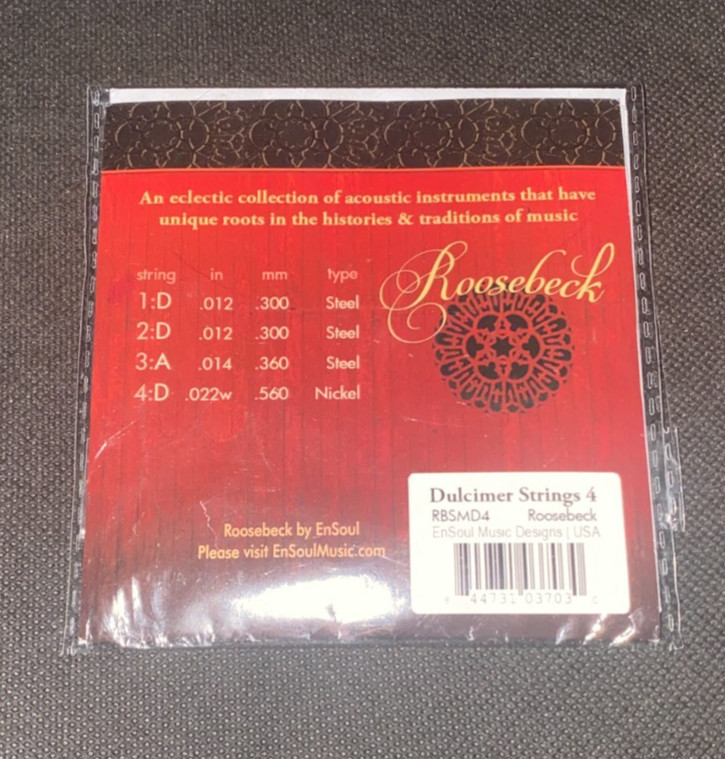 An eclectic collection of acoustic instruments that have
unique roots in the histories & traditions of music
Roosebeck
string in mm type
1:D .012 .300 Steel
2:D .012 .300 Steel
3:A .014 .360 Steel
4:D .022w .560 Nickel
Roosebeck by EnSoul
Please visit EnSoulMusic.com
Dulcimer Strings 4
RBSMD4 Roosebeck
EnSoul Music Designs | USA
44731 03703